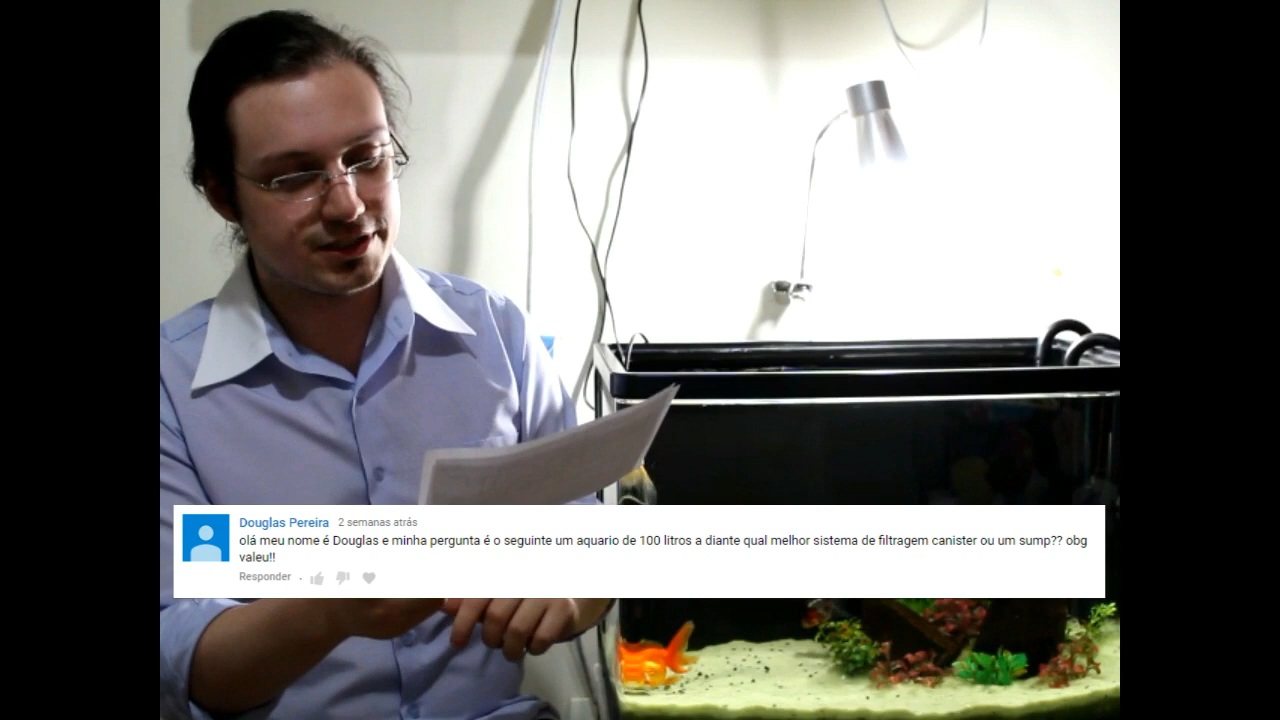 Douglas Pereira 2 semanas atrás
olá meu nome é Douglas e minha pergunta é o seguinte um aquario de 100 litros a diante qual melhor sistema de filtragem canister ou um sump?? obg
valeu!!
Responder .